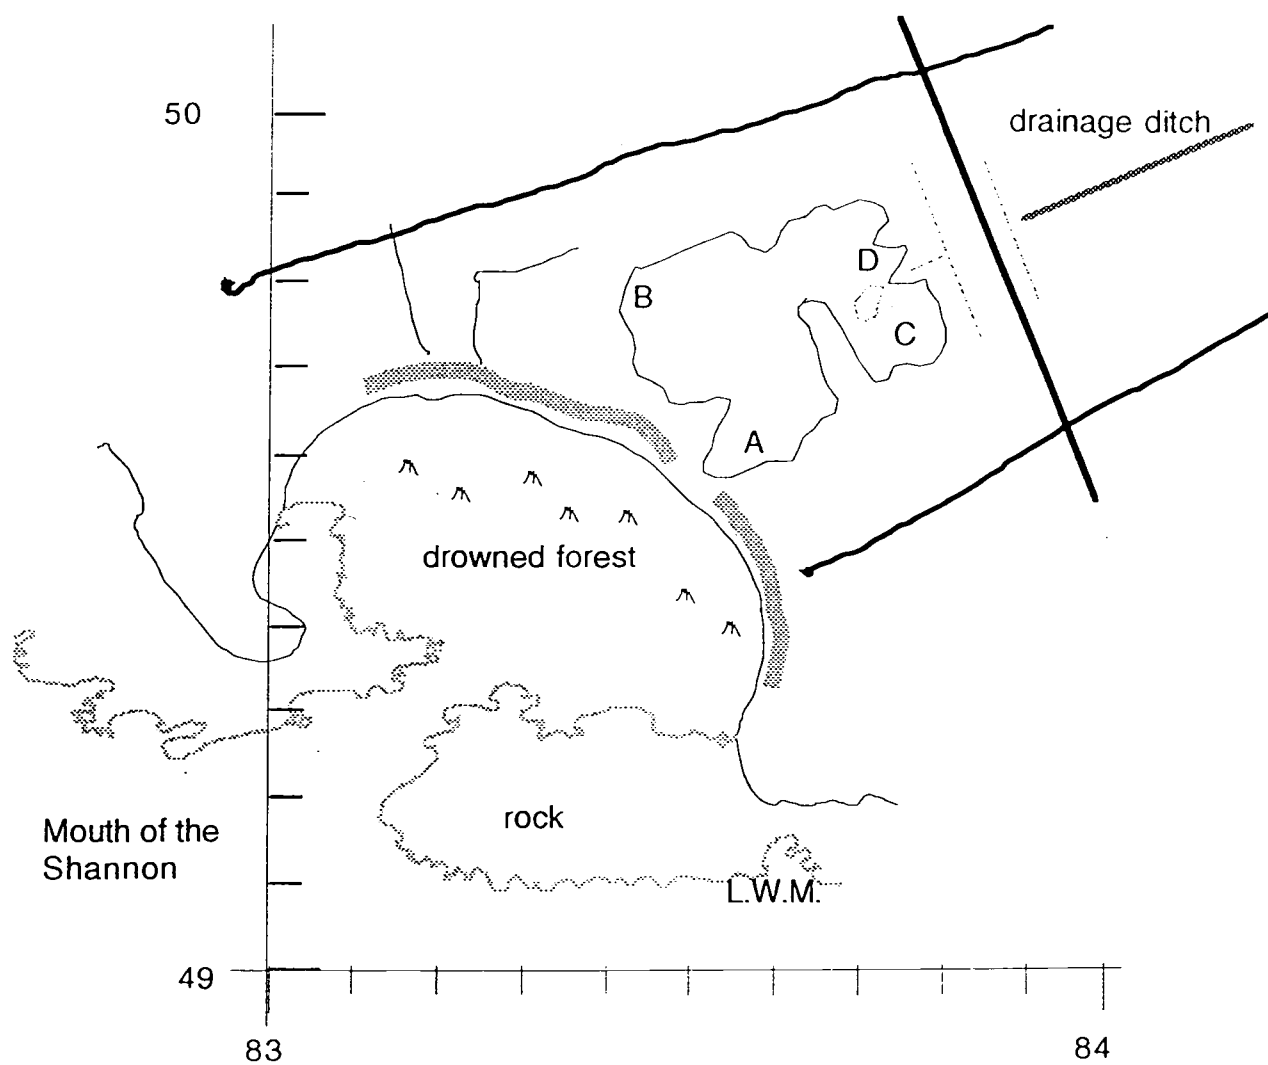 50
drainage ditch
D
B
C
A
drowned forest
rock
Mouth of the
Shannon
L.W.M.
49
83
84